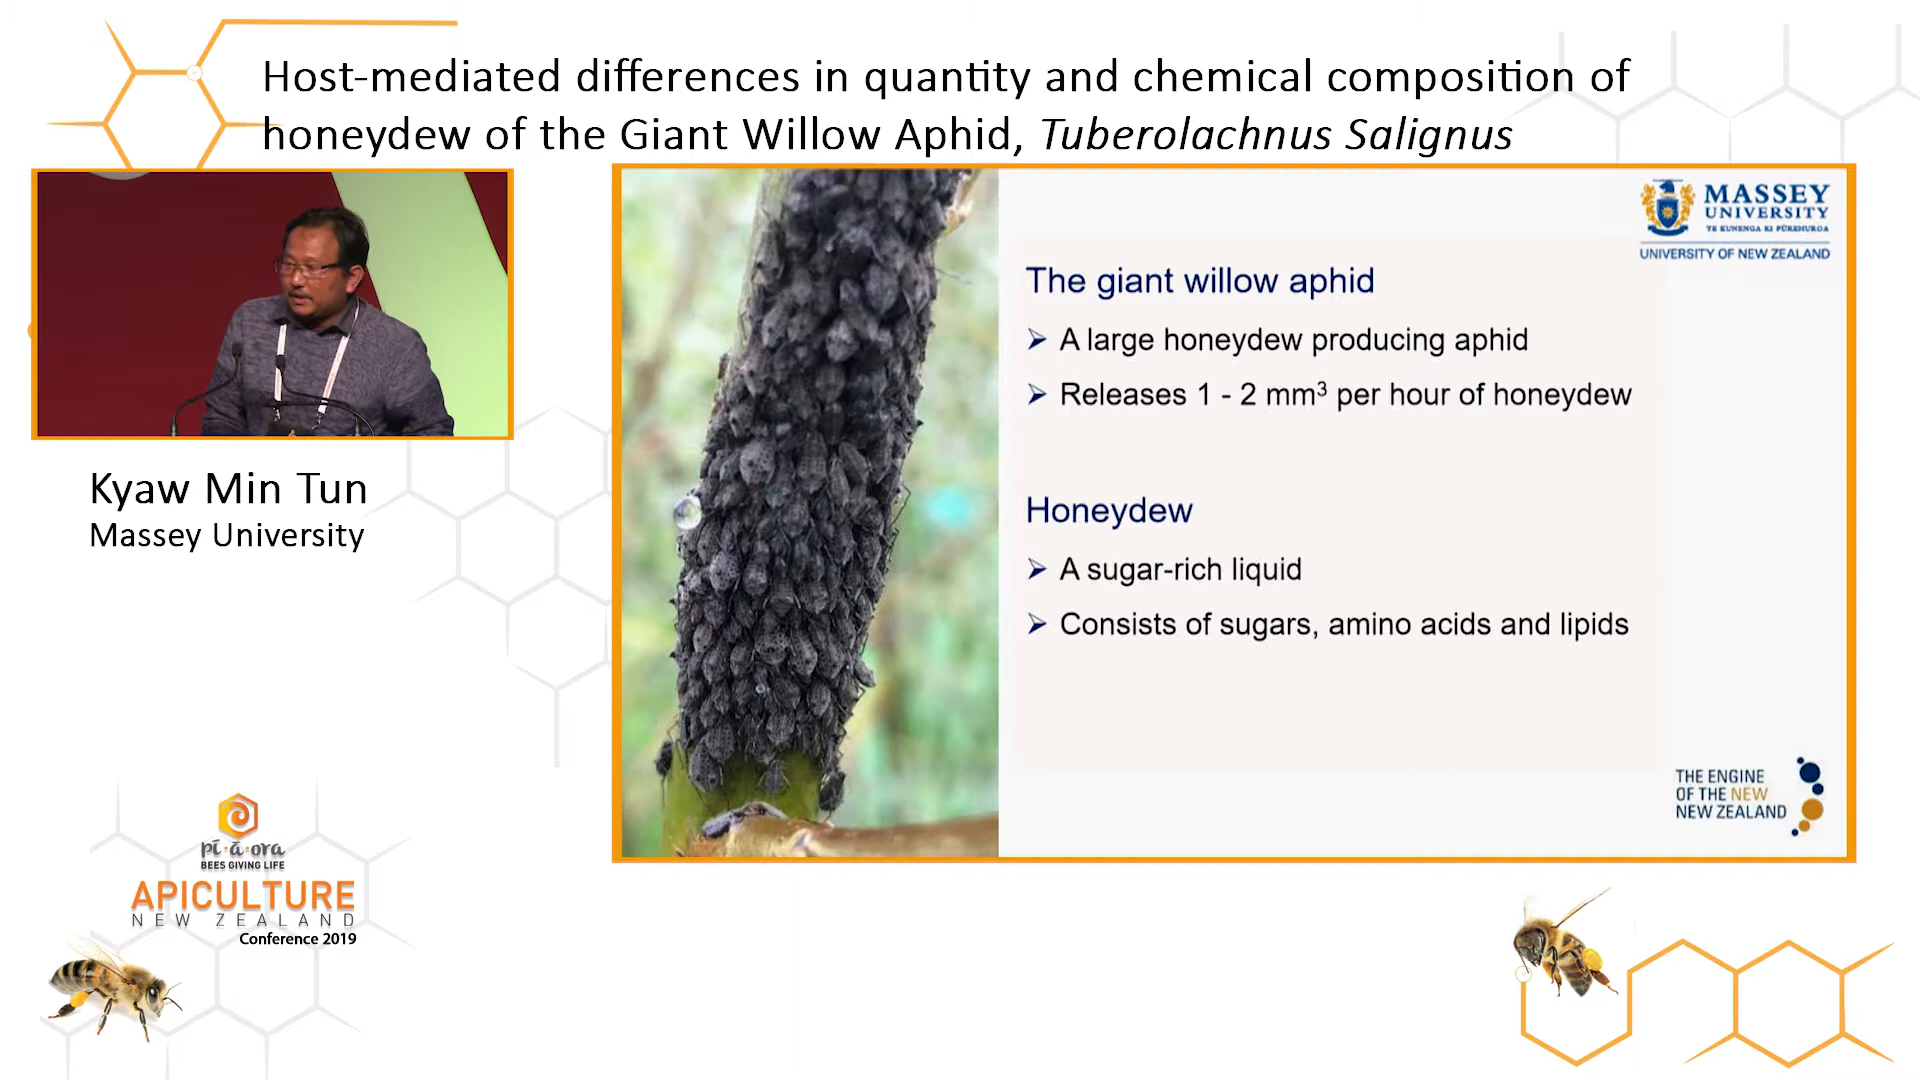 Host-mediated differences in quantity and chemical composition of
honeydew of the Giant Willow Aphid, Tuberolachnus Salignus
Kyaw Min Tun
Massey University
MASSEY
UNIVERSITY
TE KUNENGA KI PŪREHUROA
UNIVERSITY OF NEW ZEALAND
The giant willow aphid
➢ A large honeydew producing aphid
➢ Releases 1 - 2 mm³ per hour of honeydew
Honeydew
➢ A sugar-rich liquid
➢ Consists of sugars, amino acids and lipids
THE ENGINE
OF THE NEW
NEW ZEALAND
pī·ā·ora
BEES GIVING LIFE
APICULTURE
NEW ZEALAND
Conference 2019